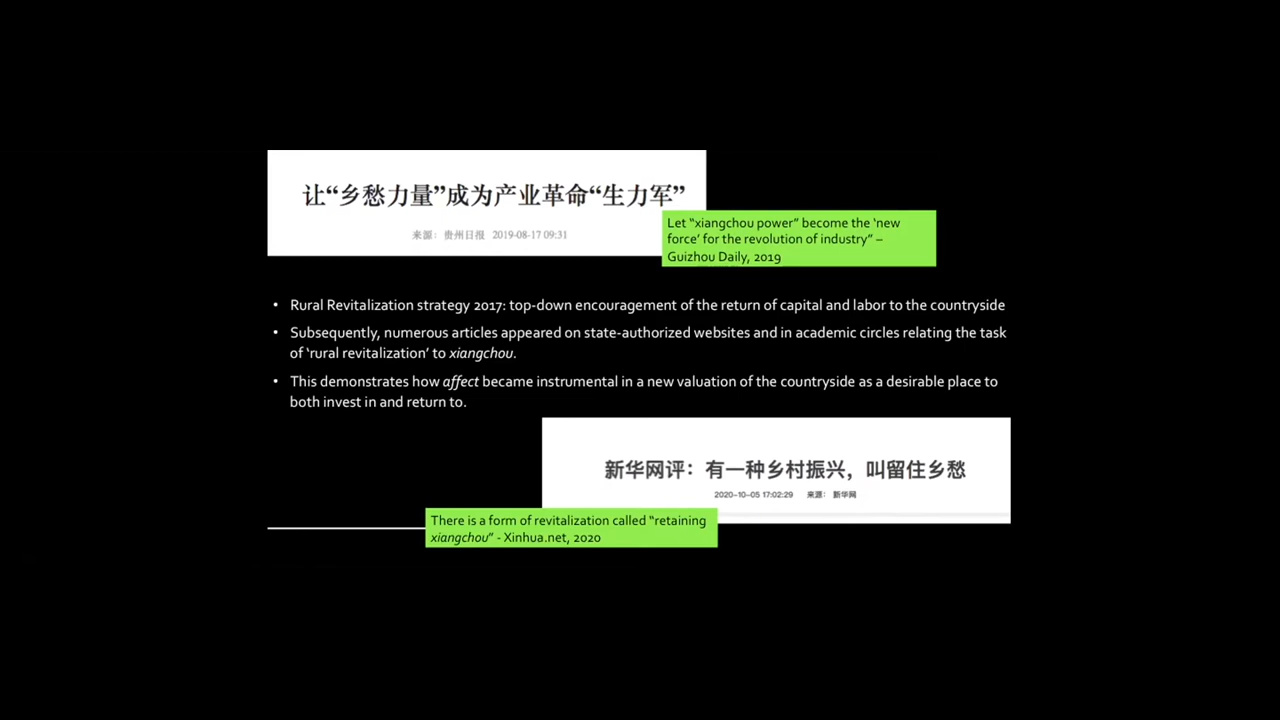 让“乡愁力量”成为产业革命“生力军”
来源：贵州日报 2019-08-17 09:31
Let “xiangchou power” become the ‘new
force’ for the revolution of industry” –
Guizhou Daily, 2019
• Rural Revitalization strategy 2017: top-down encouragement of the return of capital and labor to the countryside
• Subsequently, numerous articles appeared on state-authorized websites and in academic circles relating the task
of ‘rural revitalization’ to xiangchou.
• This demonstrates how affect became instrumental in a new valuation of the countryside as a desirable place to
both invest in and return to.
新华网评：有一种乡村振兴，叫留住乡愁
2020-10-05 17:02:29 来源： 新华网
There is a form of revitalization called “retaining
xiangchou” - Xinhua.net, 2020